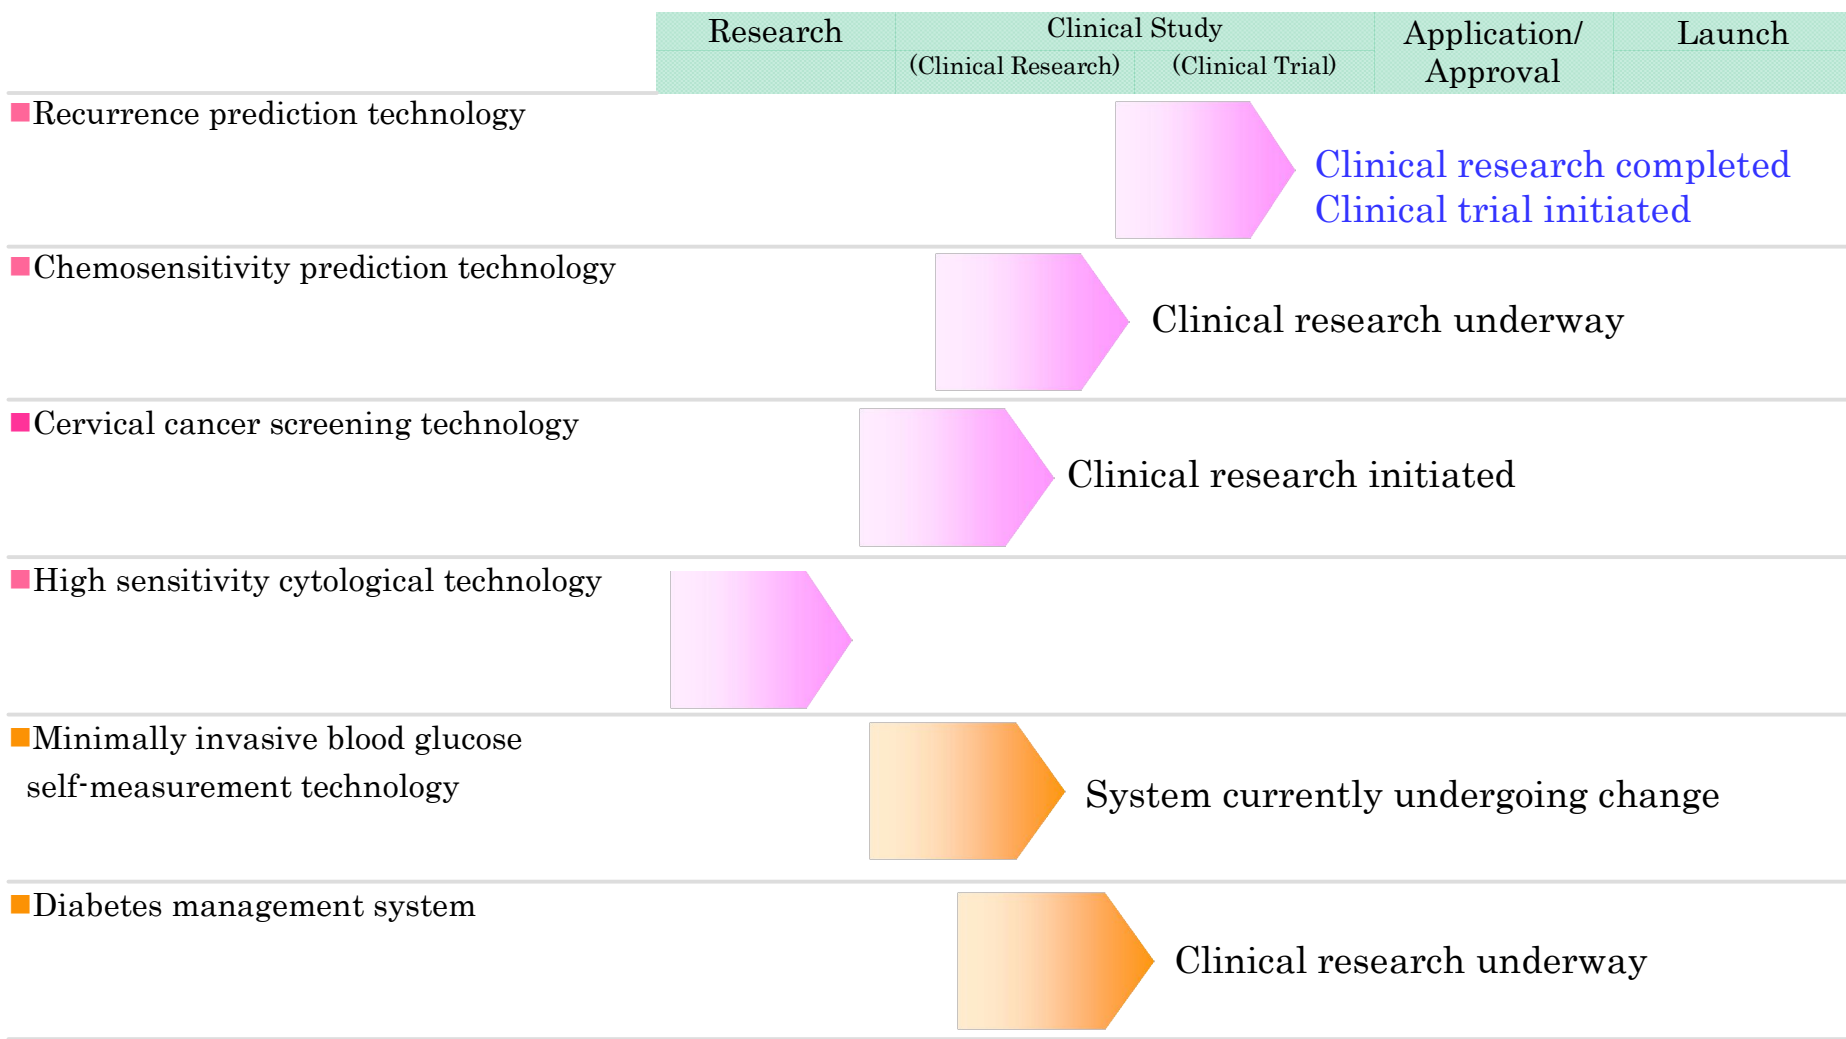 Research
Clinical Study
Application/
Approval
Launch
(Clinical Research)
(Clinical Trial)
Recurrence prediction technology
Clinical research completed
Clinical trial initiated
Chemosensitivity prediction technology
Clinical research underway
Cervical cancer screening technology
Clinical research initiated
High sensitivity cytological technology
Minimally invasive blood glucose
self-measurement technology
System currently undergoing change
Diabetes management system
Clinical research underway